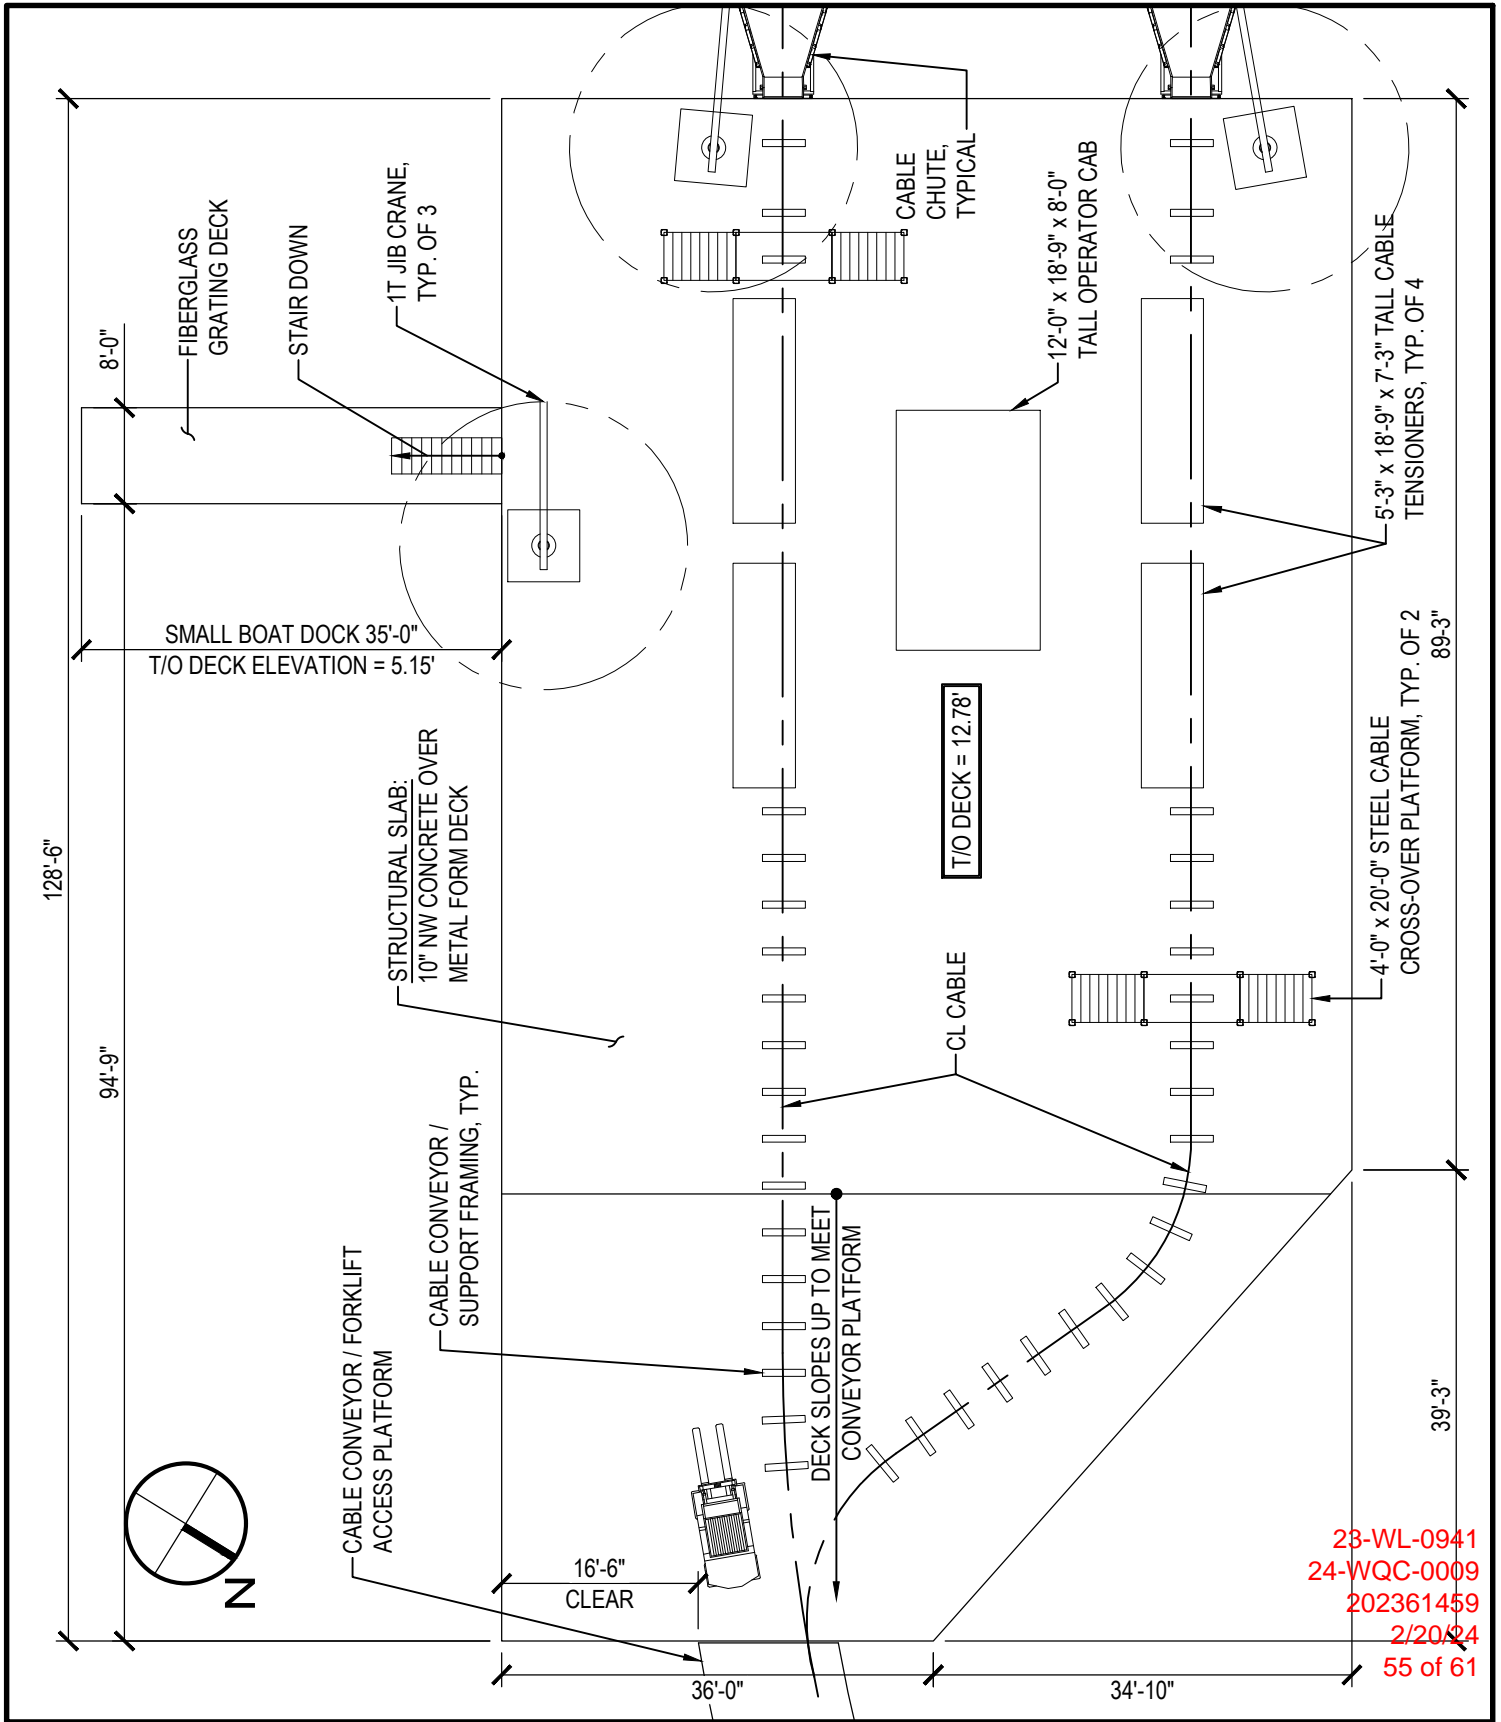 128'-6"
94'-9"
8'-0"
FIBERGLASS
GRATING DECK
STAIR DOWN
1T JIB CRANE,
TYP. OF 3
CABLE
CHUTE,
TYPICAL
12'-0" x 18'-9" x 8'-0"
TALL OPERATOR CAB
5'-3" x 18'-9" x 7'-3" TALL CABLE
TENSIONERS, TYP. OF 4
SMALL BOAT DOCK 35'-0"
T/O DECK ELEVATION = 5.15'
STRUCTURAL SLAB:
10" NW CONCRETE OVER
METAL FORM DECK
T/O DECK = 12.78'
89'-3"
4'-0" x 20'-0" STEEL CABLE
CROSS-OVER PLATFORM, TYP. OF 2
CL CABLE
CABLE CONVEYOR /
SUPPORT FRAMING, TYP.
CABLE CONVEYOR / FORKLIFT
ACCESS PLATFORM
DECK SLOPES UP TO MEET
CONVEYOR PLATFORM
39'-3"
N
16'-6"
CLEAR
36'-0"
34'-10"
23-WL-0941
24-WQC-0009
202361459
2/20/24
55 of 61